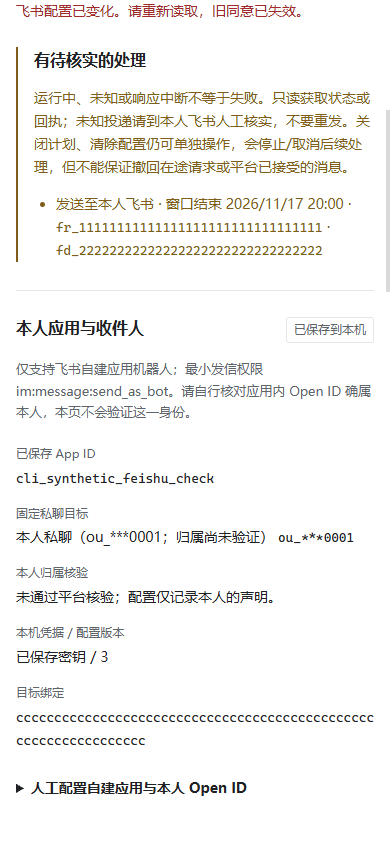 飞书配置已变化。请重新读取，旧同意已失效。
有待核实的处理
运行中、未知或响应中断不等于失败。只读获取状态或
回执；未知投递请到本人飞书人工核实，不要重发。关
闭计划、清除配置仍可单独操作，会停止/取消后续处
理，但不能保证撤回在途请求或平台已接受的消息。
• 发送至本人飞书 · 窗口结束 2026/11/17 20:00 ·
fr_11111111111111111111111111111111 ·
fd_22222222222222222222222222222222
本人应用与收件人
已保存到本机
仅支持飞书自建应用机器人；最小发信权限
im:message:send_as_bot。请自行核对应用内 Open ID 确属
本人，本页不会验证这一身份。
已保存 App ID
cli_synthetic_feishu_check
固定私聊目标
本人私聊（ou_***0001；归属尚未验证） ou_***0001
本人归属核验
未通过平台核验；配置仅记录本人的声明。
本机凭据 / 配置版本
已保存密钥 / 3
目标绑定
ccccccccccccccccccccccccccccccccccccccccccccccc
ccccccccccccccccc
▶ 人工配置自建应用与本人 Open ID